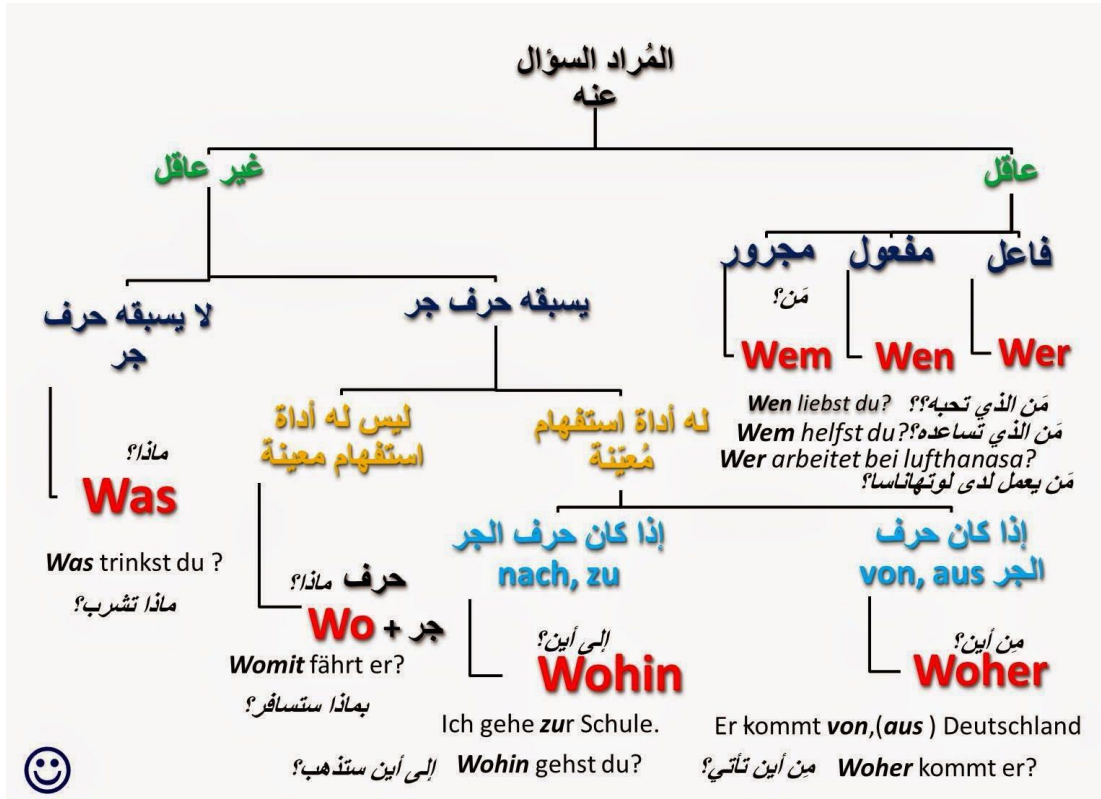 المُراد السؤال
عنه
عاقل
غير عاقل
فاعل
مفعول
مجرور
مَن؟
Wer
Wen
Wem
Wen liebst du? مَن الذي تحبه؟؟
Wem helfst du? مَن الذي تساعده؟
Wer arbeitet bei lufthanasa?
مَن يعمل لدى لوتهاناسا؟
يسبقه حرف جر
لا يسبقه حرف
جر
ماذا؟
Was
Was trinkst du ?
ماذا تشرب؟
له أداة استفهام
مُعيّنة
ليس له أداة
استفهام معينة
حرف ماذا؟
Wo + جر
Womit fährt er?
بماذا ستسافر؟
إذا كان حرف
الجر von, aus
من أين؟
Woher
Er kommt von,(aus ) Deutschland
Woher kommt er? من أين تأتي؟
إذا كان حرف الجر
nach, zu
إلى أين؟
Wohin
Ich gehe zur Schule.
Wohin gehst du? إلى أين ستذهب؟